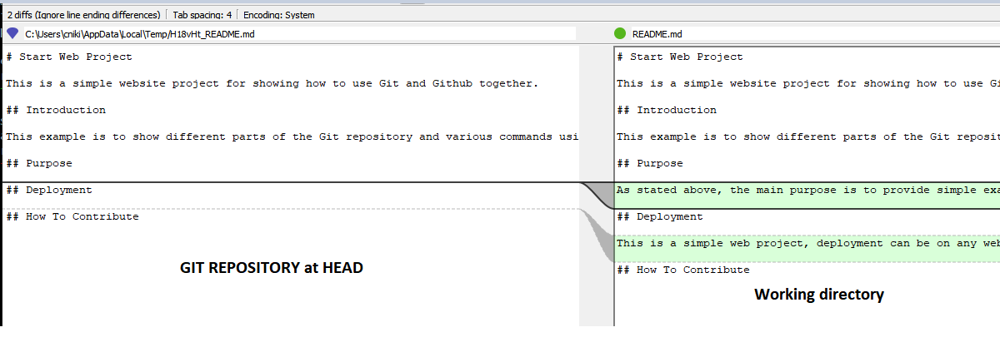 2 diffs (Ignore line ending differences) Tab spacing: 4 Encoding: System
C:\Users\cniki\AppData\Local\Temp/H18vHt_README.md
# Start Web Project
This is a simple website project for showing how to use Git and Github together.
## Introduction
This example is to show different parts of the Git repository and various commands usi
## Purpose
## Deployment
## How To Contribute
GIT REPOSITORY at HEAD
README.md
# Start Web Project
This is a simple website project for showing how to use Gi
## Introduction
This example is to show different parts of the Git reposit
## Purpose
As stated above, the main purpose is to provide simple exa
## Deployment
This is a simple web project, deployment can be on any web
## How To Contribute
Working directory